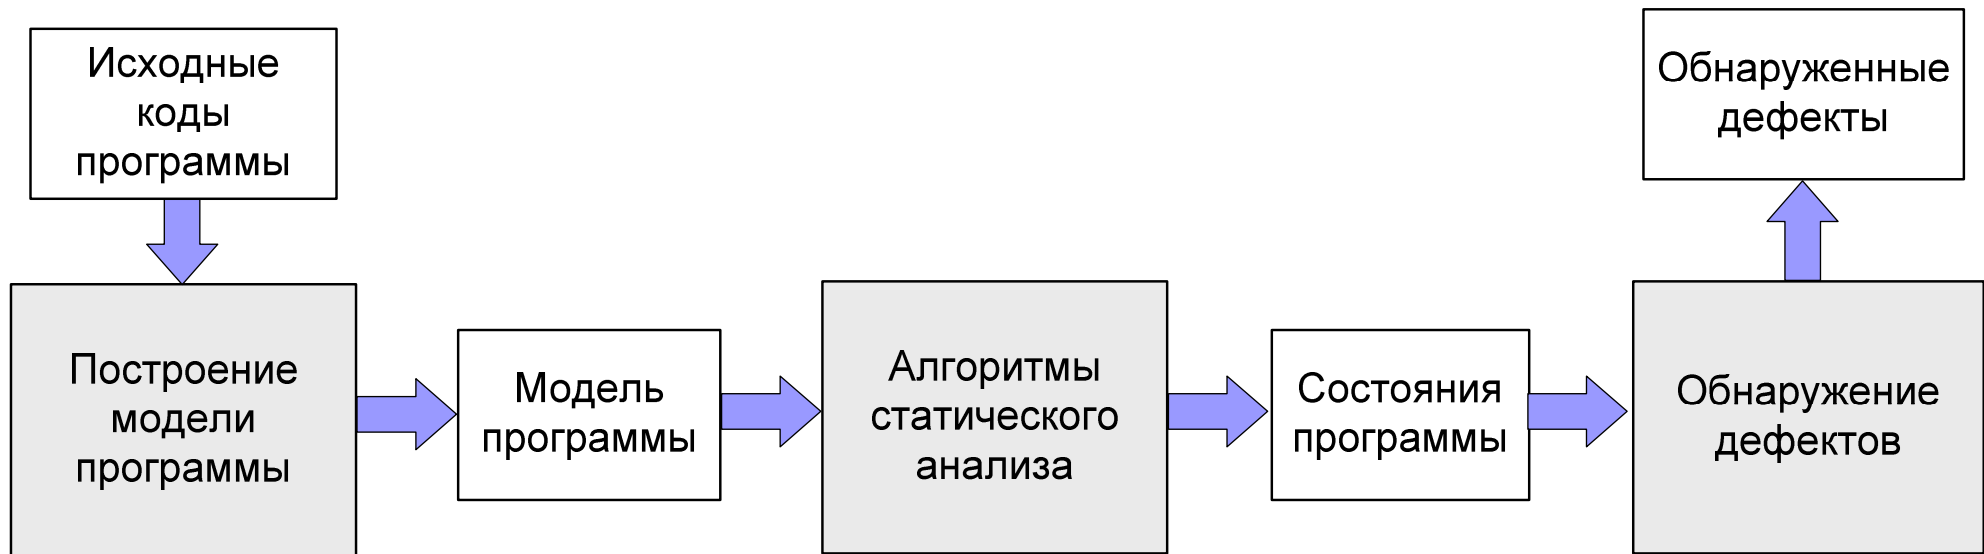 Исходные
коды
программы
Построение
модели
программы
Модель
программы
Алгоритмы
статического
анализа
Состояния
программы
Обнаружение
дефектов
Обнаруженные
дефекты